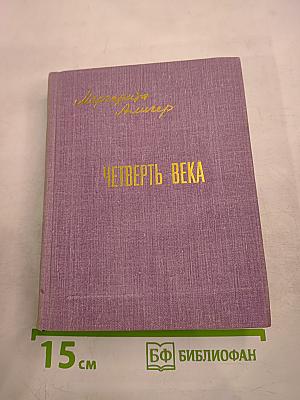 Маргарита
Алигер
ЧЕТВЕРТЬ ВЕКА
15 см
БФ БИБЛИОФАН